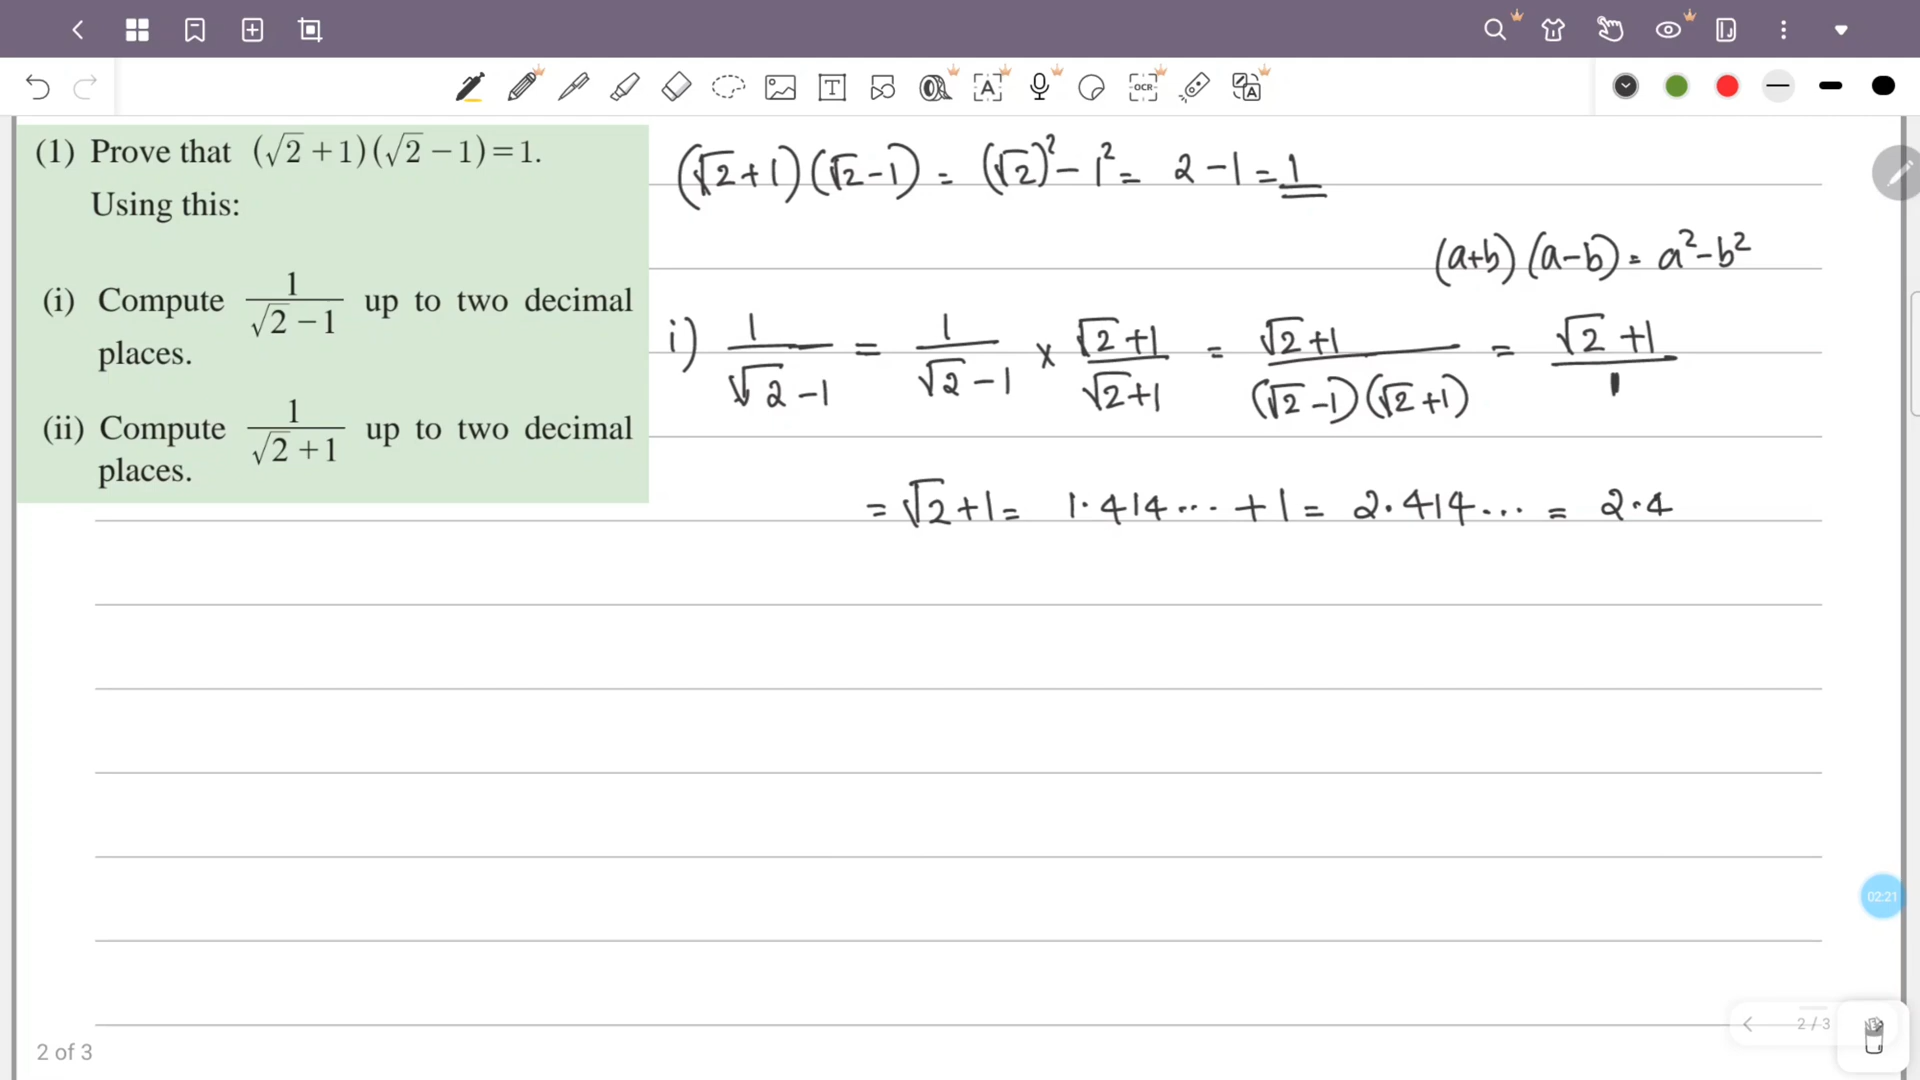 (1) Prove that (√2 + 1)(√2 − 1) = 1.
Using this:
(i) Compute 1/(√2 − 1) up to two decimal
places.
(ii) Compute 1/(√2 + 1) up to two decimal
places.
(√2+1)(√2-1) = (√2)² - 1² = 2 - 1 = 1
(a+b)(a-b) = a²-b²
i) 1/(√2-1) = 1/(√2-1) x (√2+1)/(√2+1) = (√2+1)/((√2-1)(√2+1)) = (√2+1)/1
= √2+1 = 1.414... + 1 = 2.414... = 2.4
02:21
2 / 3
2 of 3